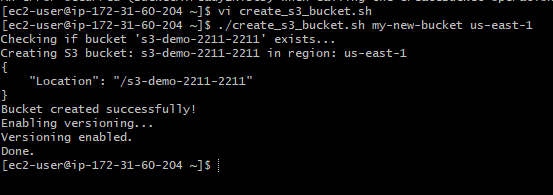 [ec2-user@ip-172-31-60-204 ~]$ vi create_s3_bucket.sh
[ec2-user@ip-172-31-60-204 ~]$ ./create_s3_bucket.sh my-new-bucket us-east-1
Checking if bucket 's3-demo-2211-2211' exists...
Creating S3 bucket: s3-demo-2211-2211 in region: us-east-1
{
    "Location": "/s3-demo-2211-2211"
}
Bucket created successfully!
Enabling versioning...
Versioning enabled.
Done.
[ec2-user@ip-172-31-60-204 ~]$